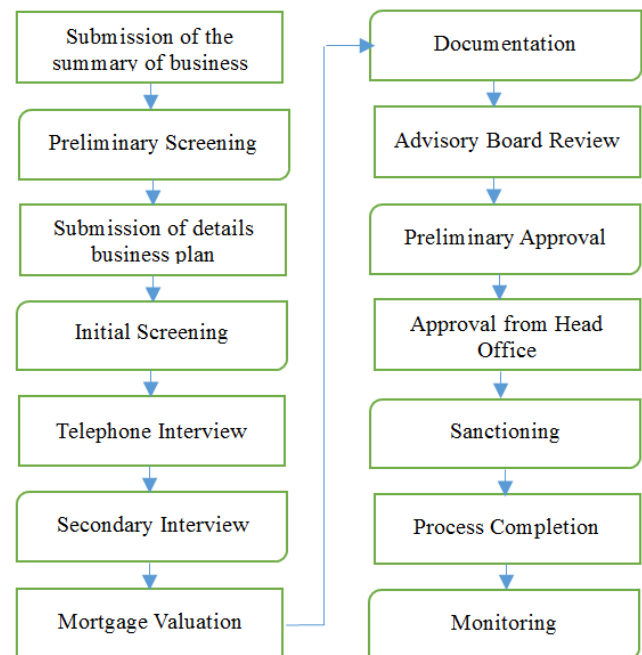 Submission of the
summary of business
Preliminary Screening
Submission of details
business plan
Initial Screening
Telephone Interview
Secondary Interview
Mortgage Valuation
Documentation
Advisory Board Review
Preliminary Approval
Approval from Head
Office
Sanctioning
Process Completion
Monitoring